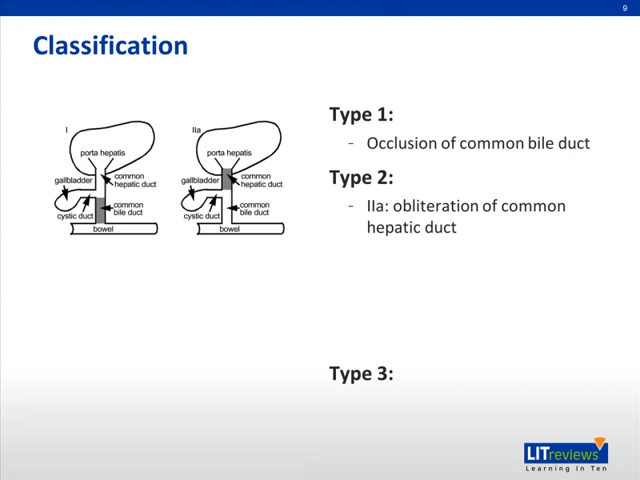 9
Classification
I
porta hepatis
gallbladder
common
hepatic duct
cystic duct
common
bile duct
bowel
IIa
porta hepatis
gallbladder
common
hepatic duct
cystic duct
common
bile duct
bowel
Type 1:
- Occlusion of common bile duct
Type 2:
- IIa: obliteration of common
hepatic duct
Type 3:
LITreviews
Learning In Ten